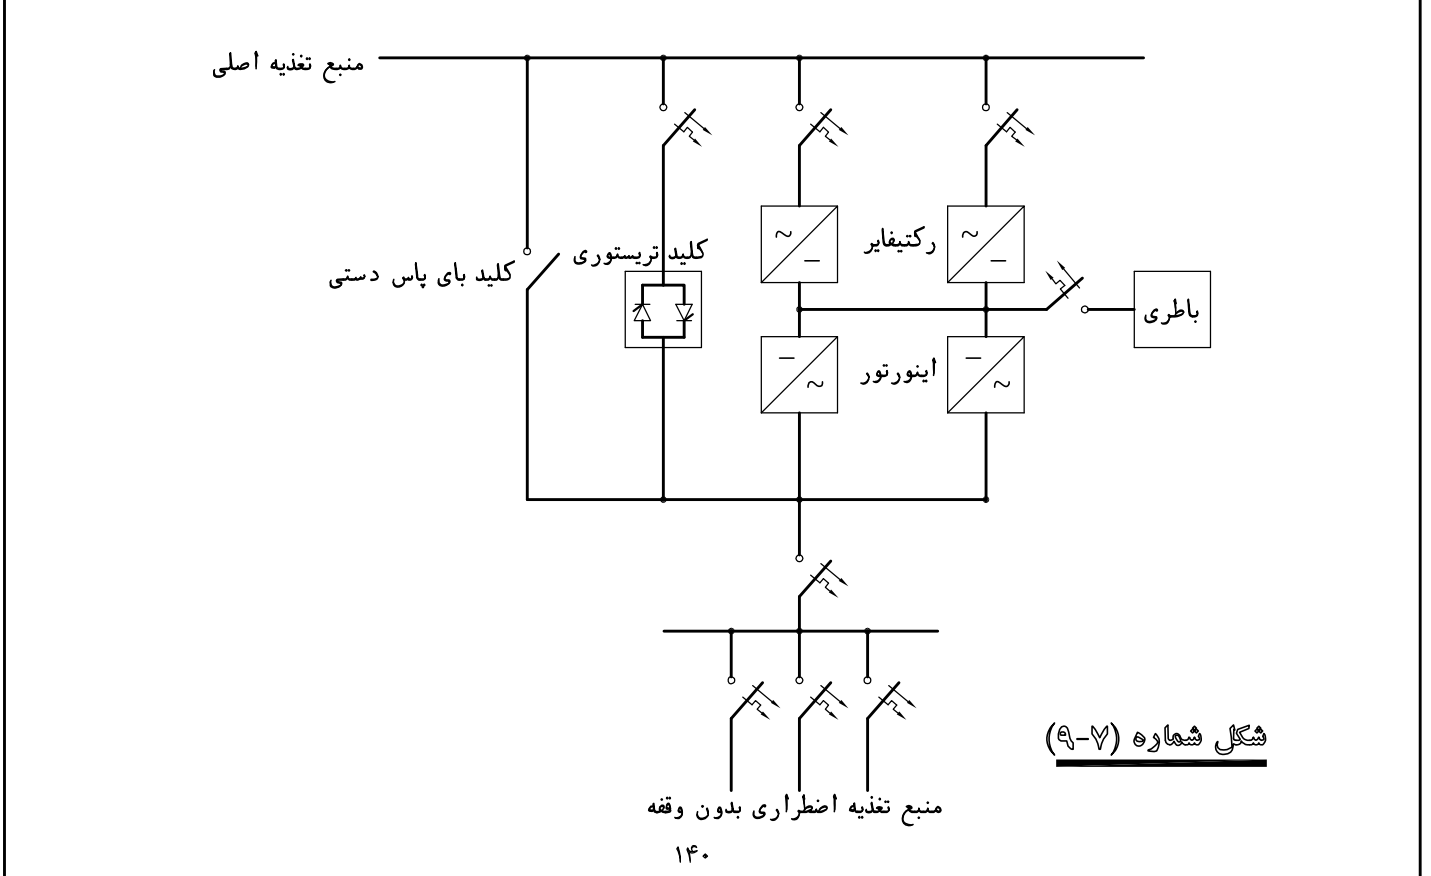 منبع تغذیه اصلی
رکتیفایر
کلید تریستوری
کلید بای پاس دستی
باطری
اینورتور
شکل شماره (۷-۹)
منبع تغذیه اضطراری بدون وقفه
۱۴۰